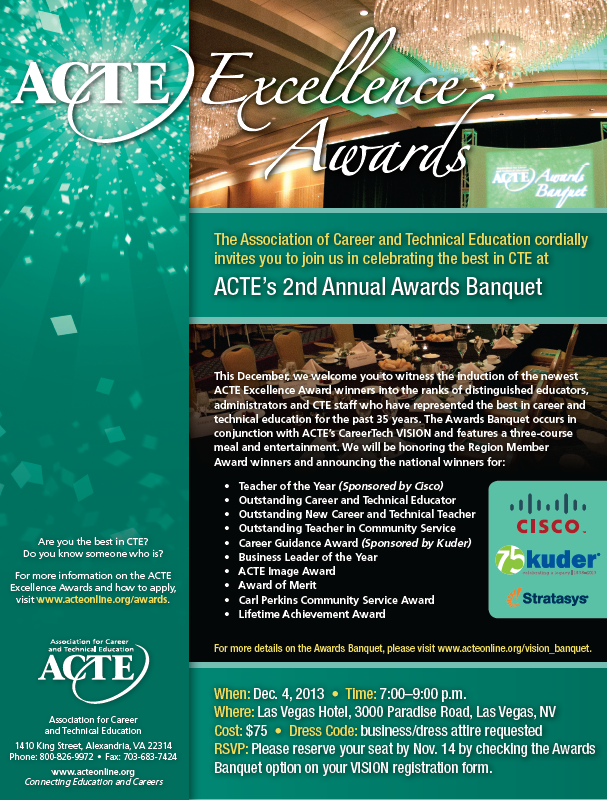 ACTE Excellence
Awards
ACTE Awards
Banquet
The Association of Career and Technical Education cordially
invites you to join us in celebrating the best in CTE at
ACTE's 2nd Annual Awards Banquet
This December, we welcome you to witness the induction of the newest
ACTE Excellence Award winners into the ranks of distinguished educators,
administrators and CTE staff who have represented the best in career and
technical education for the past 35 years. The Awards Banquet occurs in
conjunction with ACTE's CareerTech VISION and features a three-course
meal and entertainment. We will be honoring the Region Member
Award winners and announcing the national winners for:
• Teacher of the Year (Sponsored by Cisco)
• Outstanding Career and Technical Educator
• Outstanding New Career and Technical Teacher
• Outstanding Teacher in Community Service
• Career Guidance Award (Sponsored by Kuder)
• Business Leader of the Year
• ACTE Image Award
• Award of Merit
• Carl Perkins Community Service Award
• Lifetime Achievement Award
CISCO
75 kuder
Stratasys
For more details on the Awards Banquet, please visit www.acteonline.org/vision_banquet.
When: Dec. 4, 2013 • Time: 7:00–9:00 p.m.
Where: Las Vegas Hotel, 3000 Paradise Road, Las Vegas, NV
Cost: $75 • Dress Code: business/dress attire requested
RSVP: Please reserve your seat by Nov. 14 by checking the Awards
Banquet option on your VISION registration form.
Are you the best in CTE?
Do you know someone who is?
For more information on the ACTE
Excellence Awards and how to apply,
visit www.acteonline.org/awards.
Association for Career
and Technical Education
ACTE
Association for Career
and Technical Education
1410 King Street, Alexandria, VA 22314
Phone: 800-826-9972 • Fax: 703-683-7424
www.acteonline.org
Connecting Education and Careers